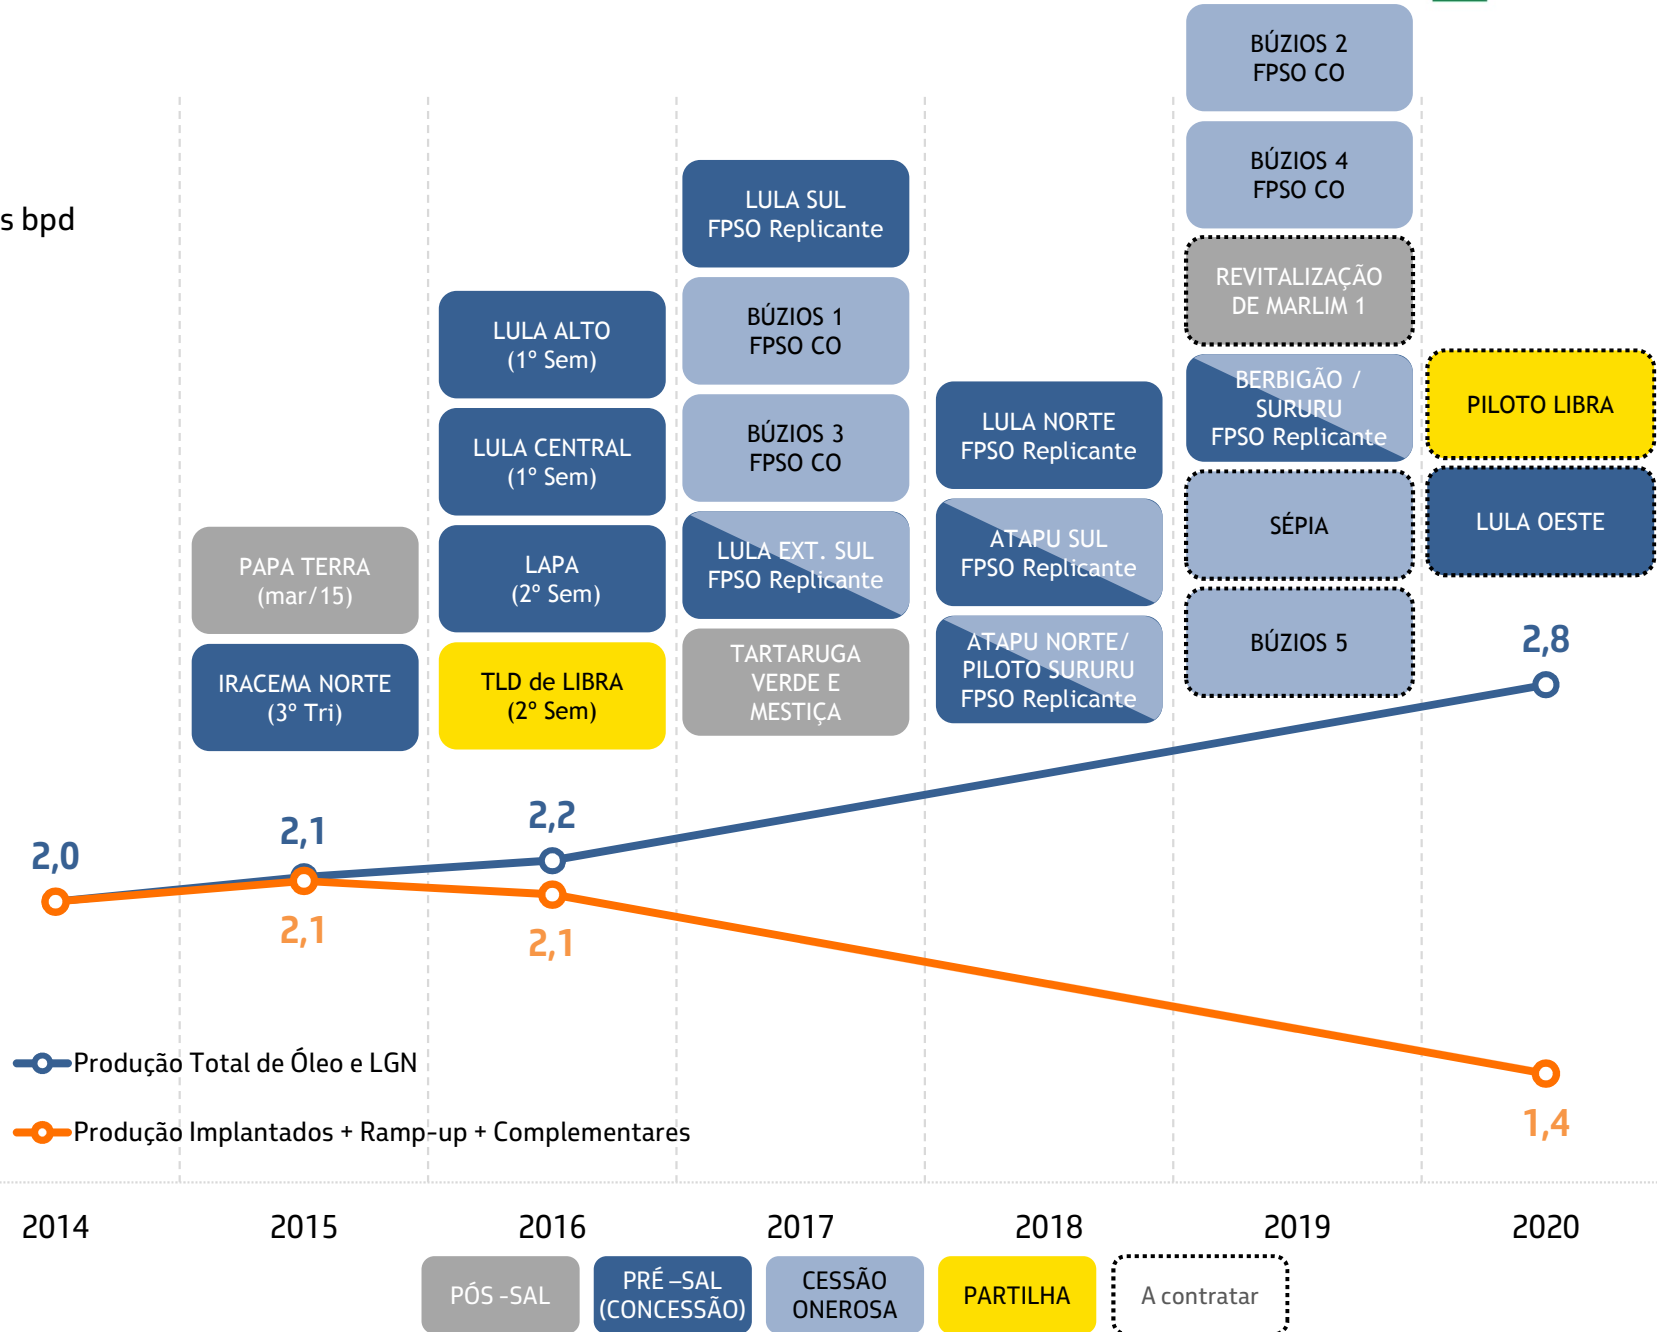 s bpd
PAPA TERRA
(mar/15)
IRACEMA NORTE
(3º Tri)
LULA ALTO
(1º Sem)
LULA CENTRAL
(1º Sem)
LAPA
(2º Sem)
TLD de LIBRA
(2º Sem)
LULA SUL
FPSO Replicante
BÚZIOS 1
FPSO CO
BÚZIOS 3
FPSO CO
LULA EXT. SUL
FPSO Replicante
TARTARUGA
VERDE E
MESTIÇA
LULA NORTE
FPSO Replicante
ATAPU SUL
FPSO Replicante
ATAPU NORTE/
PILOTO SURURU
FPSO Replicante
BÚZIOS 2
FPSO CO
BÚZIOS 4
FPSO CO
REVITALIZAÇÃO
DE MARLIM 1
BERBIGÃO /
SURURU
FPSO Replicante
SÉPIA
BÚZIOS 5
PILOTO LIBRA
LULA OESTE
2,0
2,1
2,2
2,8
2,1
2,1
1,4
Produção Total de Óleo e LGN
Produção Implantados + Ramp-up + Complementares
2014
2015
2016
2017
2018
2019
2020
PÓS -SAL
PRÉ –SAL
(CONCESSÃO)
CESSÃO
ONEROSA
PARTILHA
A contratar